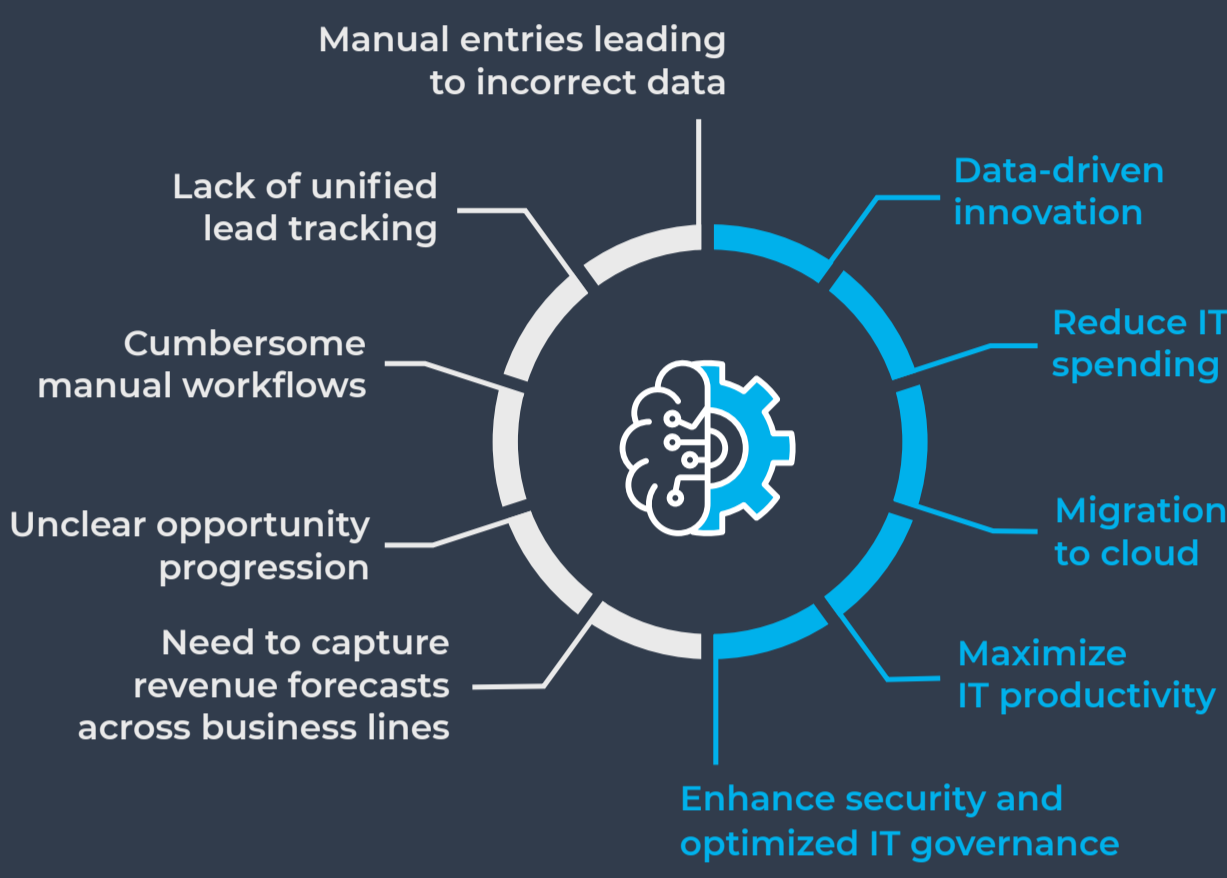 Manual entries leading
to incorrect data
Lack of unified
lead tracking
Cumbersome
manual workflows
Unclear opportunity
progression
Need to capture
revenue forecasts
across business lines
Data-driven
innovation
Reduce IT
spending
Migration
to cloud
Maximize
IT productivity
Enhance security and
optimized IT governance